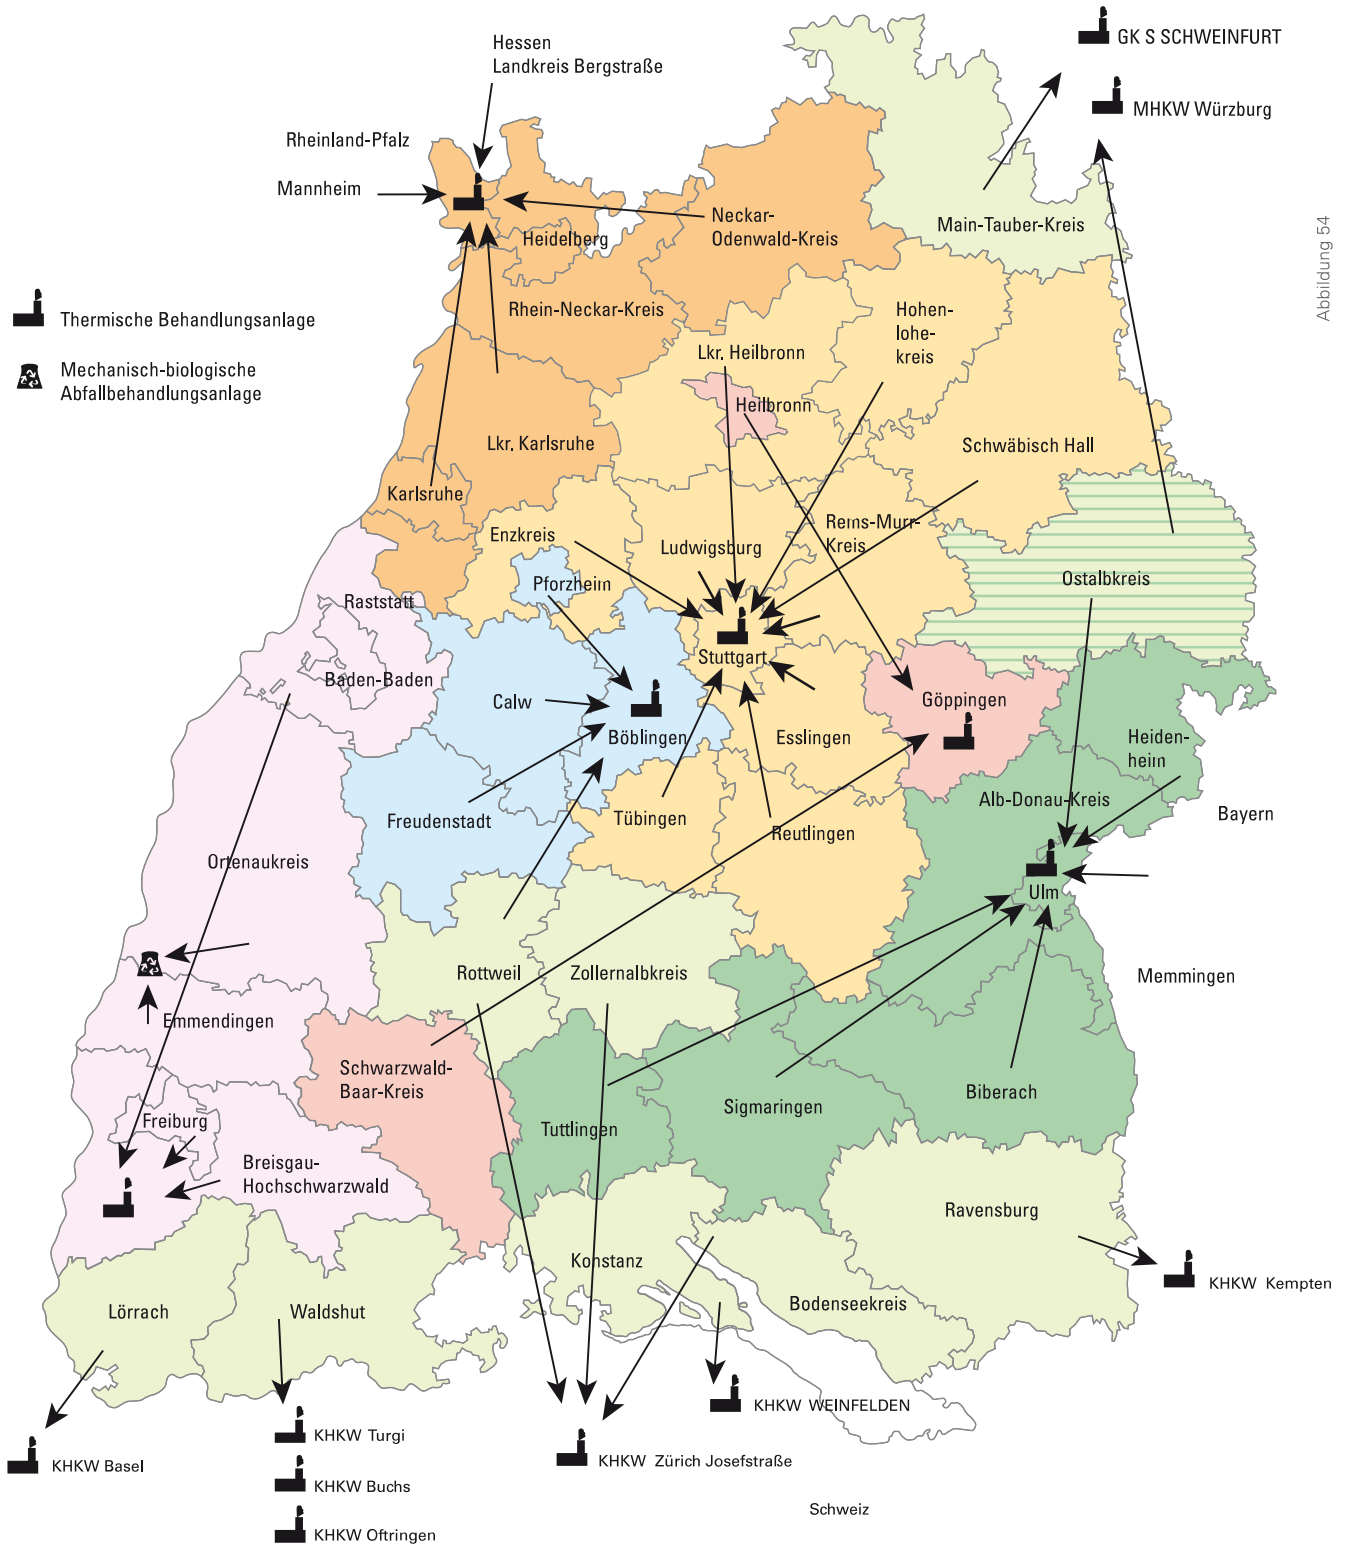 Hessen
Landkreis Bergstraße
GK S SCHWEINFURT
MHKW Würzburg
Rheinland-Pfalz
Mannheim
Neckar-
Odenwald-Kreis
Main-Tauber-Kreis
Heidelberg
Abbildung 54
Thermische Behandlungsanlage
Mechanisch-biologische
Abfallbehandlungsanlage
Rhein-Neckar-Kreis
Hohen-
lohe-
kreis
Lkr. Heilbronn
Heilbronn
Lkr. Karlsruhe
Schwäbisch Hall
Karlsruhe
Enzkreis
Ludwigsburg
Rems-Murr-
Kreis
Pforzheim
Ostalbkreis
Raststatt
Stuttgart
Baden-Baden
Calw
Göppingen
Böblingen
Esslingen
Heiden-
heim
Alb-Donau-Kreis
Bayern
Freudenstadt
Tübingen
Reutlingen
Ortenaukreis
Ulm
Rottweil
Zollernalbkreis
Memmingen
Emmendingen
Schwarzwald-
Baar-Kreis
Biberach
Sigmaringen
Freiburg
Tuttlingen
Breisgau-
Hochschwarzwald
Ravensburg
Konstanz
KHKW Kempten
Bodenseekreis
Lörrach
Waldshut
KHKW WEINFELDEN
KHKW Turgi
KHKW Basel
KHKW Zürich Josefstraße
KHKW Buchs
Schweiz
KHKW Oftringen